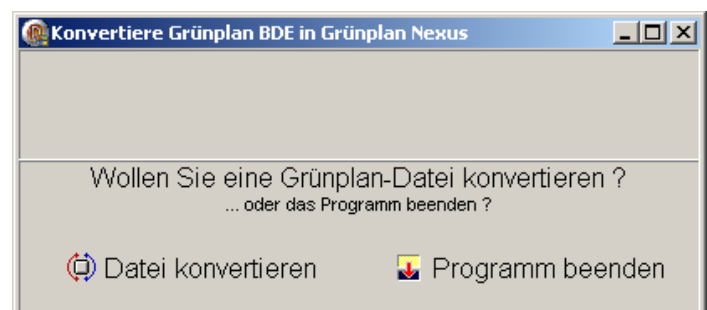 Konvertiere Grünplan BDE in Grünplan Nexus
Wollen Sie eine Grünplan-Datei konvertieren ?
... oder das Programm beenden ?
Datei konvertieren
Programm beenden